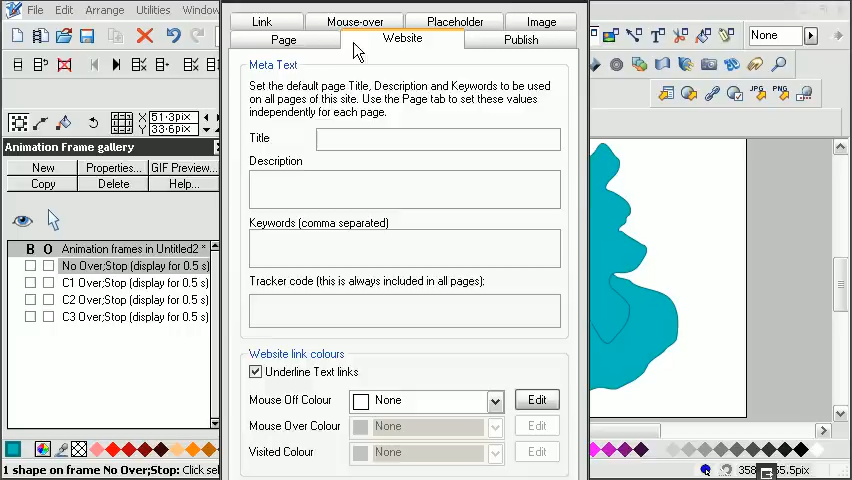 File Edit Arrange Utilities Window
Link Mouse-over Placeholder Image
Page Website Publish
None
Meta Text
Set the default page Title, Description and Keywords to be used
on all pages of this site. Use the Page tab to set these values
independently for each page.
Title
Description
Keywords (comma separated)
Tracker code (this is always included in all pages):
Website link colours
Underline Text links
Mouse Off Colour None Edit
Mouse Over Colour None Edit
Visited Colour None Edit
X 51·3pix
Y 33·6pix
Animation Frame gallery
New Properties... GIF Preview...
Copy Delete Help...
B O Animation frames in Untitled2 *
No Over;Stop (display for 0.5 s)
C1 Over;Stop (display for 0.5 s)
C2 Over;Stop (display for 0.5 s)
C3 Over;Stop (display for 0.5 s)
JPG PNG
1 shape on frame No Over;Stop: Click sel